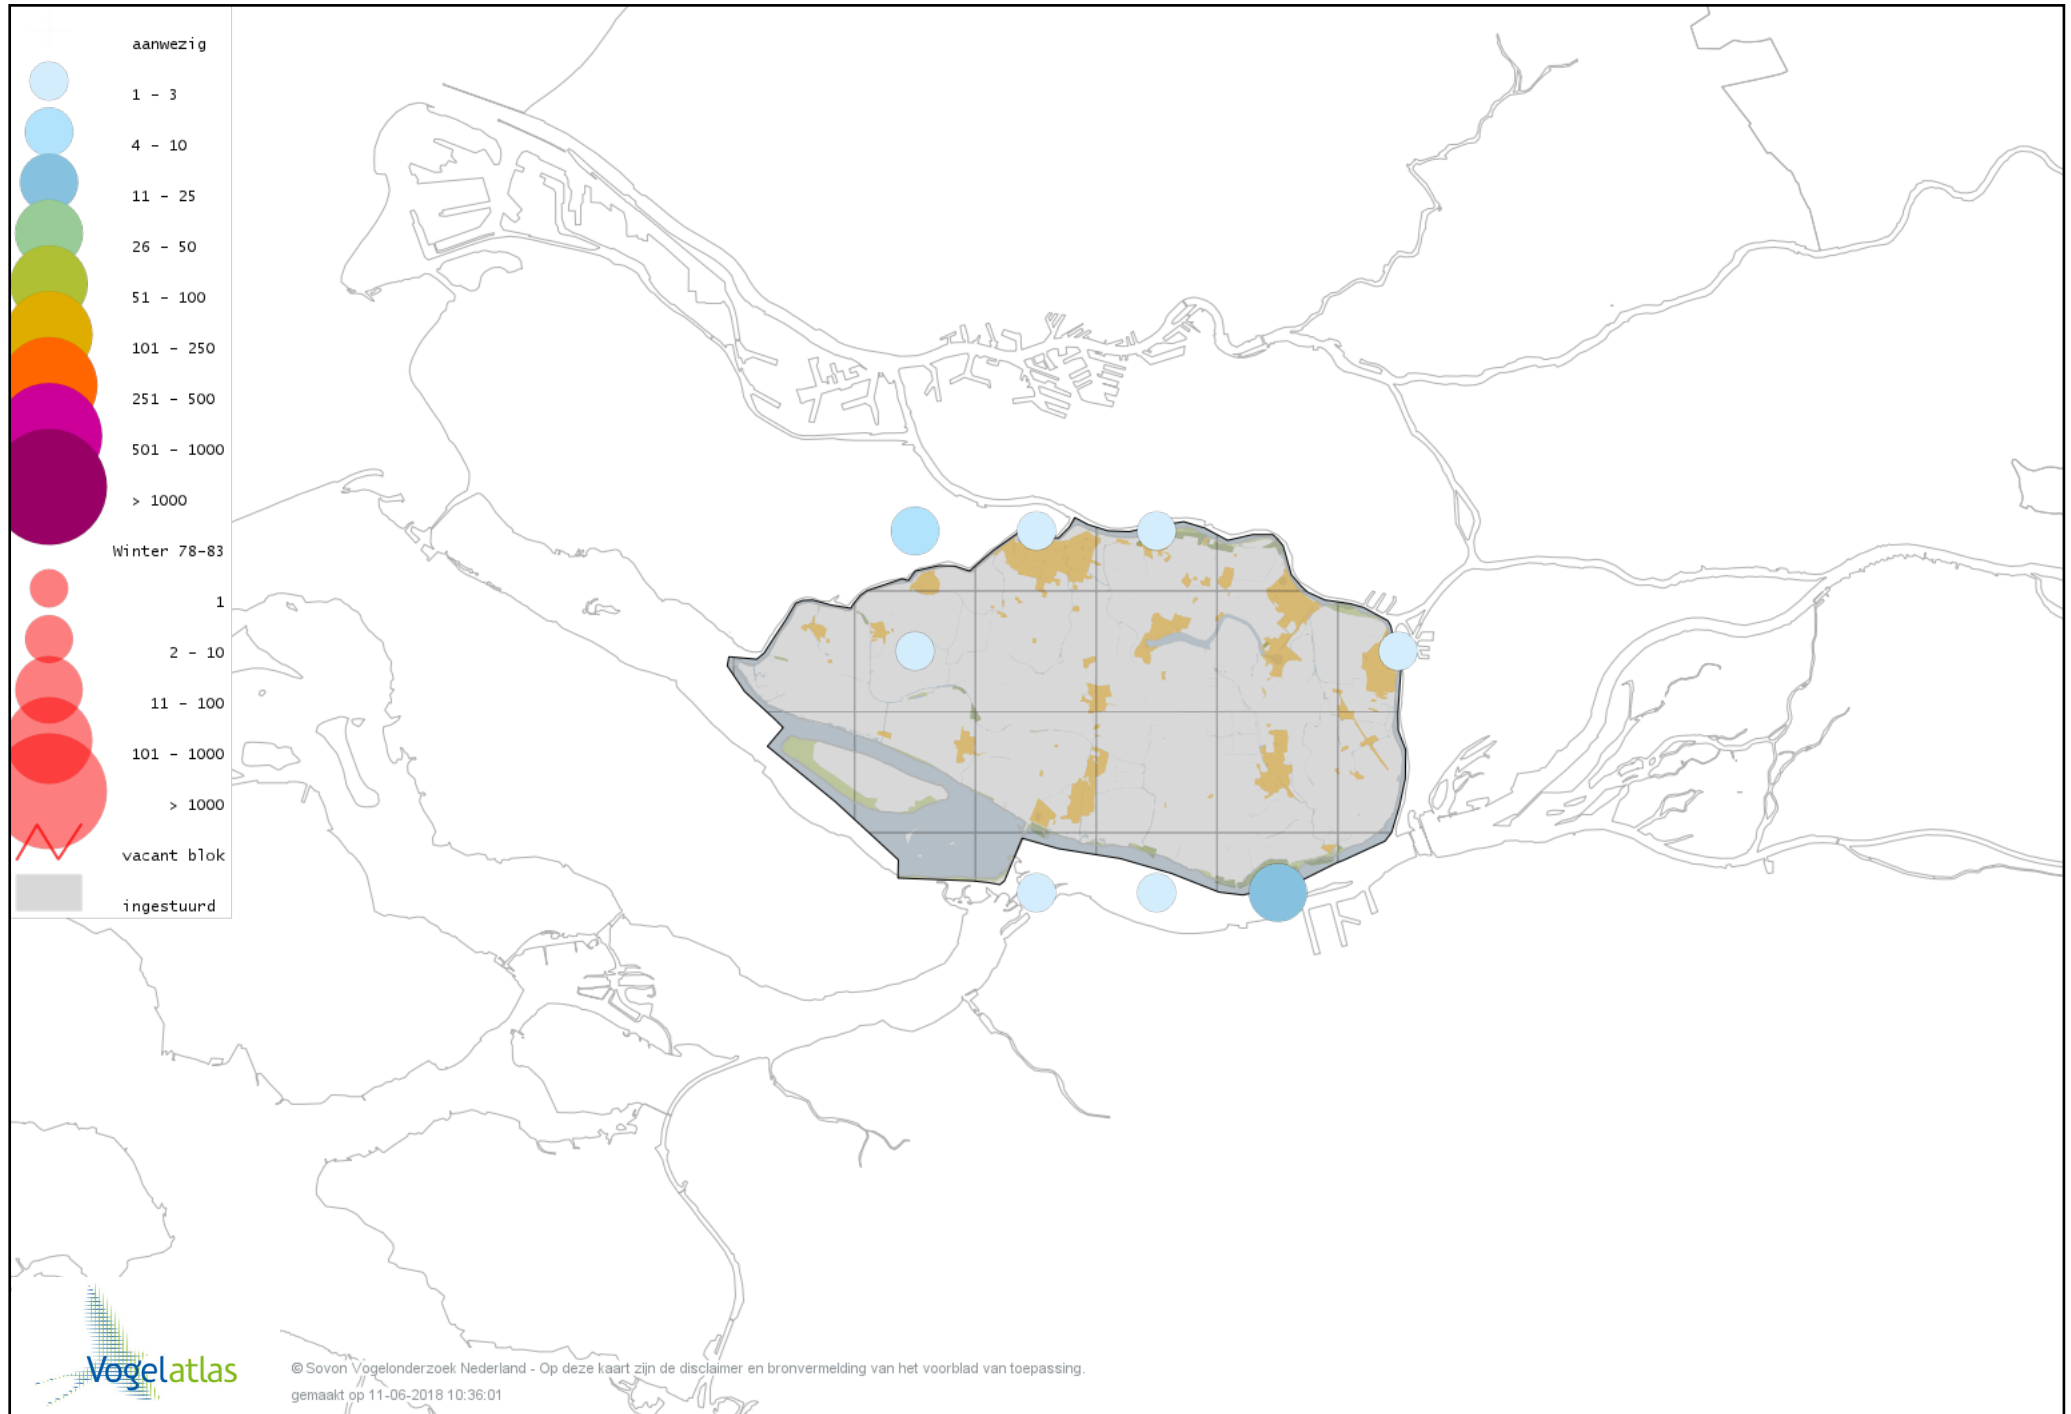 aanwezig
1 - 3
4 - 10
11 - 25
26 - 50
51 - 100
101 - 250
251 - 500
501 - 1000
> 1000
Winter 78-83
1
2 - 10
11 - 100
101 - 1000
> 1000
vacant blok
ingestuurd
Vogelatlas
© Sovon Vogelonderzoek Nederland - Op deze kaart zijn de disclaimer en bronvermelding van het voorblad van toepassing.
gemaakt op 11-06-2018 10:36:01